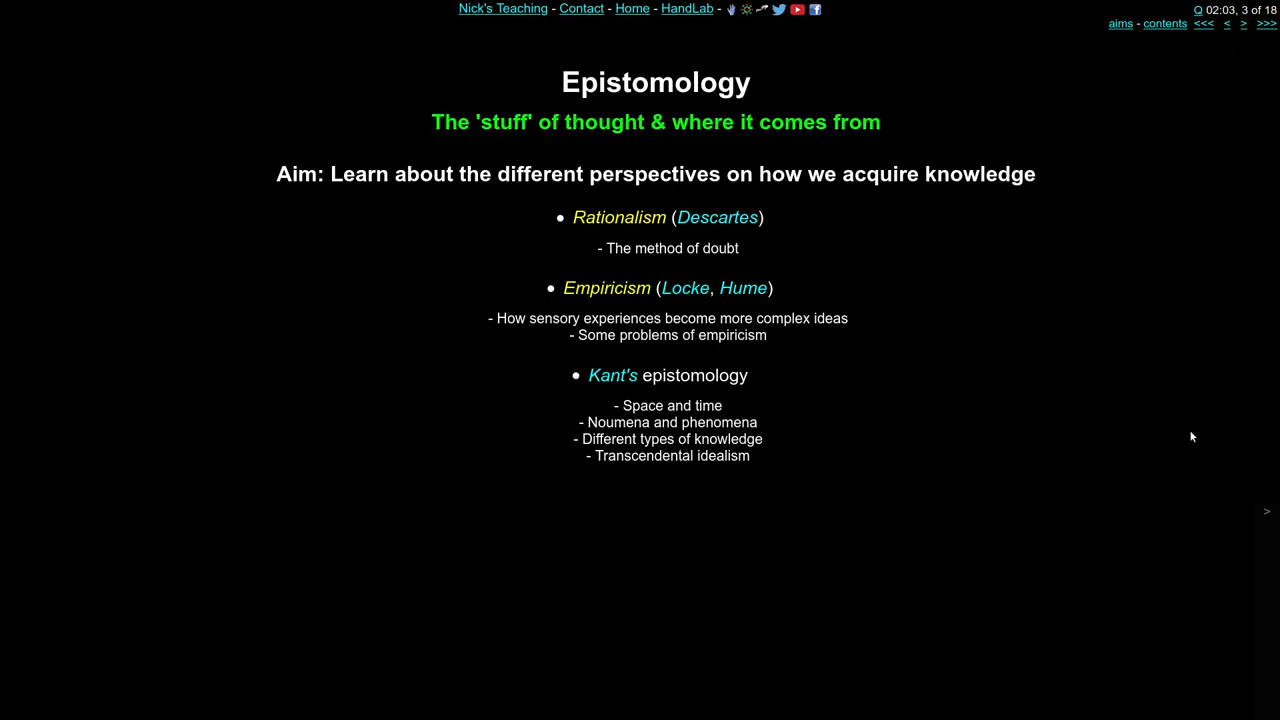 Nick's Teaching - Contact - Home - HandLab -
Q 02:03, 3 of 18
aims - contents <<< < > >>>
Epistomology
The 'stuff' of thought & where it comes from
Aim: Learn about the different perspectives on how we acquire knowledge
• Rationalism (Descartes)
- The method of doubt
• Empiricism (Locke, Hume)
- How sensory experiences become more complex ideas
- Some problems of empiricism
• Kant's epistomology
- Space and time
- Noumena and phenomena
- Different types of knowledge
- Transcendental idealism
>